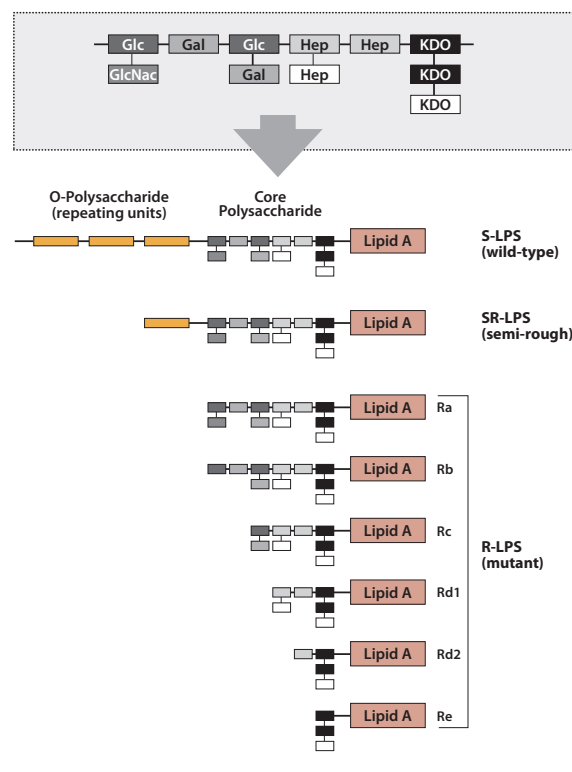 Glc Gal Glc Hep Hep KDO
GlcNac Gal Hep KDO
KDO
O-Polysaccharide
(repeating units)
Core
Polysaccharide
Lipid A
S-LPS
(wild-type)
Lipid A
SR-LPS
(semi-rough)
Lipid A Ra
Lipid A Rb
Lipid A Rc
R-LPS
(mutant)
Lipid A Rd1
Lipid A Rd2
Lipid A Re